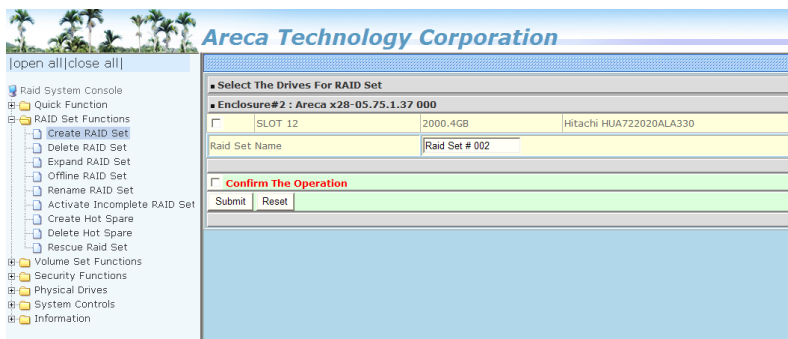 Areca Technology Corporation
|open all|close all|
Raid System Console
Quick Function
RAID Set Functions
Create RAID Set
Delete RAID Set
Expand RAID Set
Offline RAID Set
Rename RAID Set
Activate Incomplete RAID Set
Create Hot Spare
Delete Hot Spare
Rescue Raid Set
Volume Set Functions
Security Functions
Physical Drives
System Controls
Information
Select The Drives For RAID Set
Enclosure#2 : Areca x28-05.75.1.37 000
SLOT 12 2000.4GB Hitachi HUA722020ALA330
Raid Set Name Raid Set # 002
Confirm The Operation
Submit Reset